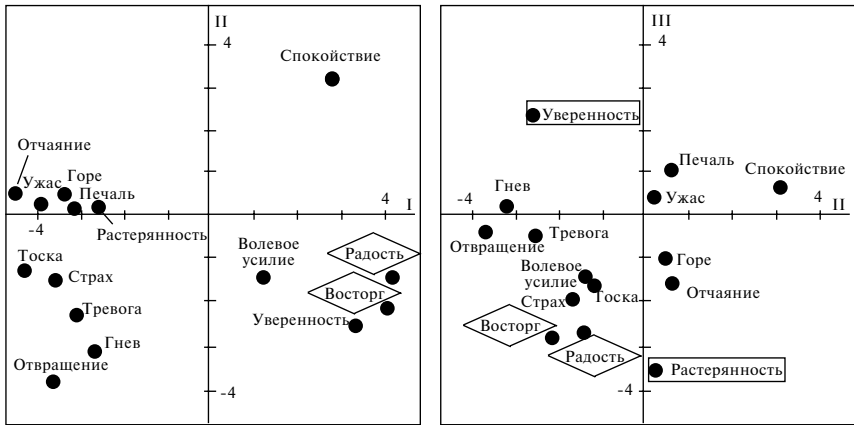 II
4
Спокойствие
Отчаяние
Ужас
Горе
Печаль
-4
4
I
Растерянность
Тоска
Страх
Волевое
усилие
Радость
Восторг
Тревога
Уверенность
Гнев
Отвращение
-4
III
4
Уверенность
Печаль
Спокойствие
Гнев
Ужас
-4
4
II
Отвращение
Тревога
Горе
Волевое
усилие
Страх
Тоска
Отчаяние
Восторг
Радость
Растерянность
-4